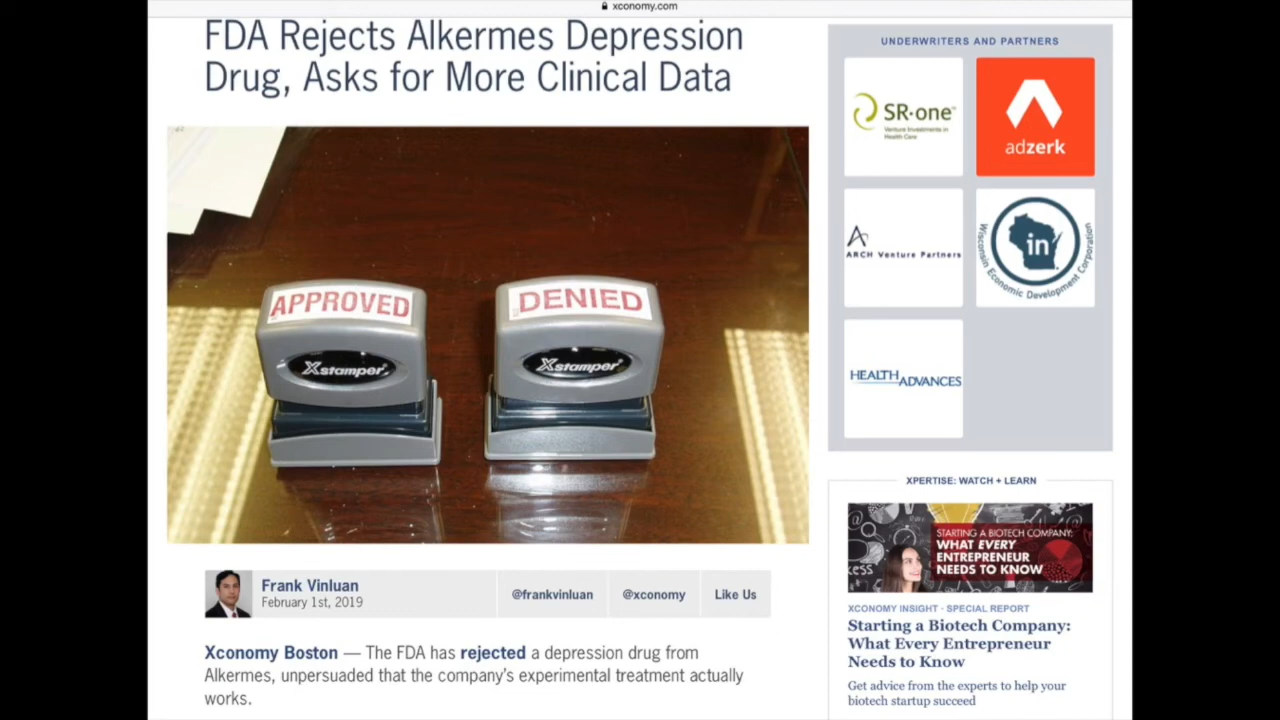 xconomy.com
FDA Rejects Alkermes Depression
Drug, Asks for More Clinical Data
APPROVED
Xstamper
DENIED
Xstamper
Frank Vinluan
February 1st, 2019
@frankvinluan
@xconomy
Like Us
Xconomy Boston — The FDA has rejected a depression drug from
Alkermes, unpersuaded that the company's experimental treatment actually
works.
UNDERWRITERS AND PARTNERS
SR·one
Venture Investments in
Health Care
adzerk
ARCH Venture Partners
in
Wisconsin Economic Development Corporation
HEALTH ADVANCES
XPERTISE: WATCH + LEARN
STARTING A BIOTECH COMPANY:
WHAT EVERY
ENTREPRENEUR
NEEDS TO KNOW
XCONOMY INSIGHT · SPECIAL REPORT
Starting a Biotech Company:
What Every Entrepreneur
Needs to Know
Get advice from the experts to help your
biotech startup succeed